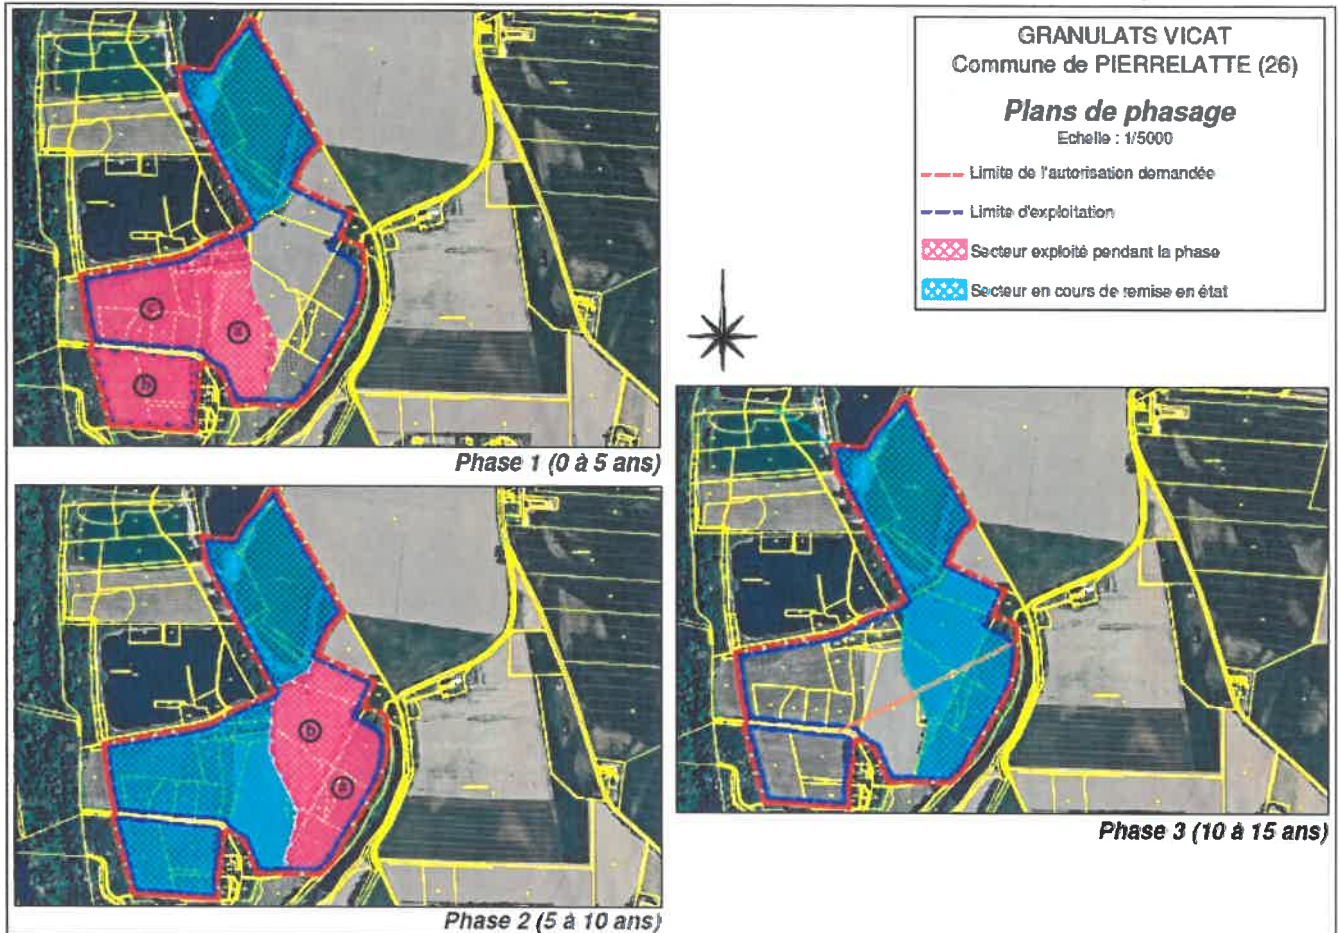 GRANULATS VICAT
Commune de PIERRELATTE (26)
Plans de phasage
Echelle : 1/5000
Limite de l'autorisation demandée
Limite d'exploitation
Secteur exploité pendant la phase
Secteur en cours de remise en état
c
a
b
Phase 1 (0 à 5 ans)
b
a
Phase 2 (5 à 10 ans)
Phase 3 (10 à 15 ans)